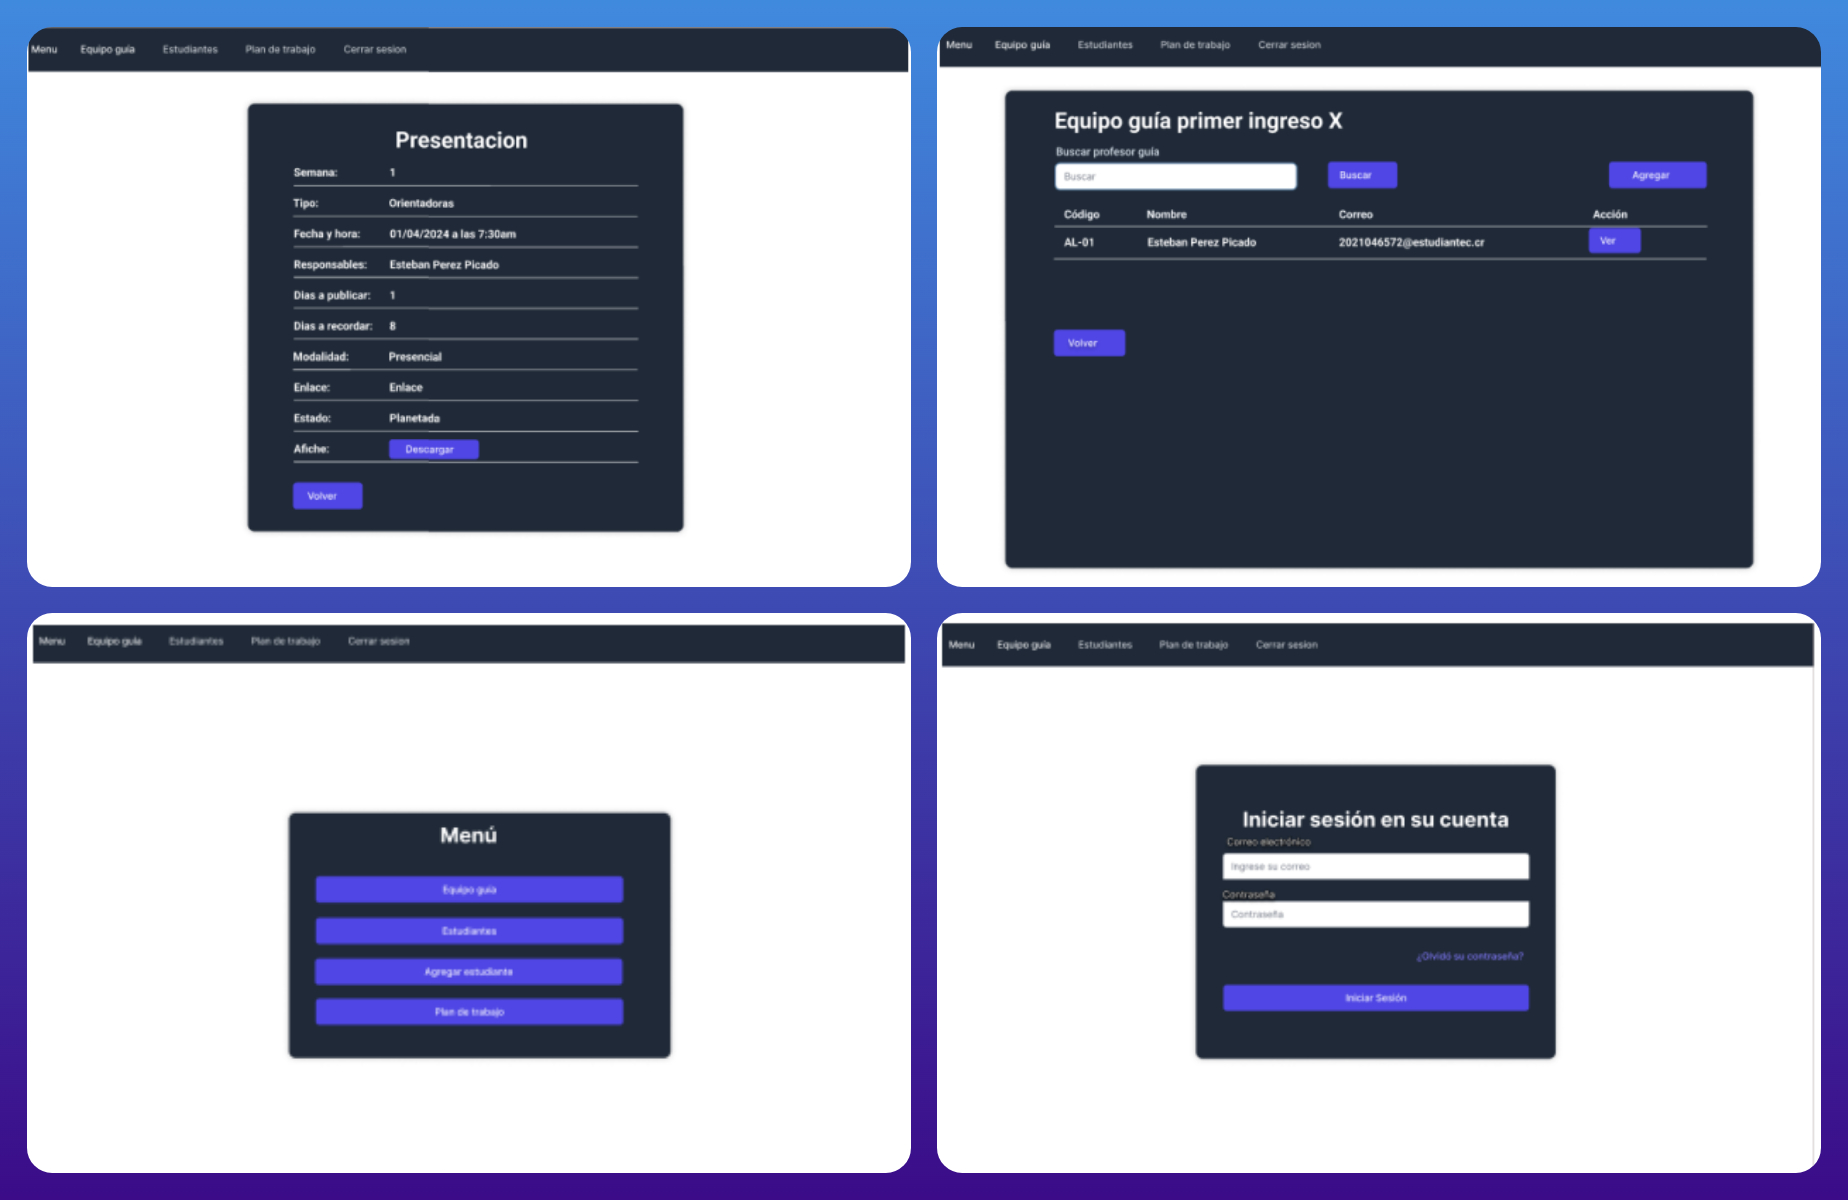 Menu Equipo guía Estudiantes Plan de trabajo Cerrar sesion
Presentacion
Semana: 1
Tipo: Orientadoras
Fecha y hora: 01/04/2024 a las 7:30am
Responsables: Esteban Perez Picado
Dias a publicar: 1
Dias a recordar: 8
Modalidad: Presencial
Enlace: Enlace
Estado: Planetada
Afiche: Descargar
Volver
Menu Equipo guía Estudiantes Plan de trabajo Cerrar sesion
Equipo guía primer ingreso X
Buscar profesor guía
Buscar Buscar Agregar
Código Nombre Correo Acción
AL-01 Esteban Perez Picado 2021046572@estudiantec.cr Ver
Volver
Menu Equipo guía Estudiantes Plan de trabajo Cerrar sesion
Menú
Equipo guía
Estudiantes
Agregar estudiante
Plan de trabajo
Menu Equipo guía Estudiantes Plan de trabajo Cerrar sesion
Iniciar sesión en su cuenta
Correo electrónico
Ingrese su correo
Contraseña
Contraseña
¿Olvidó su contraseña?
Iniciar Sesión